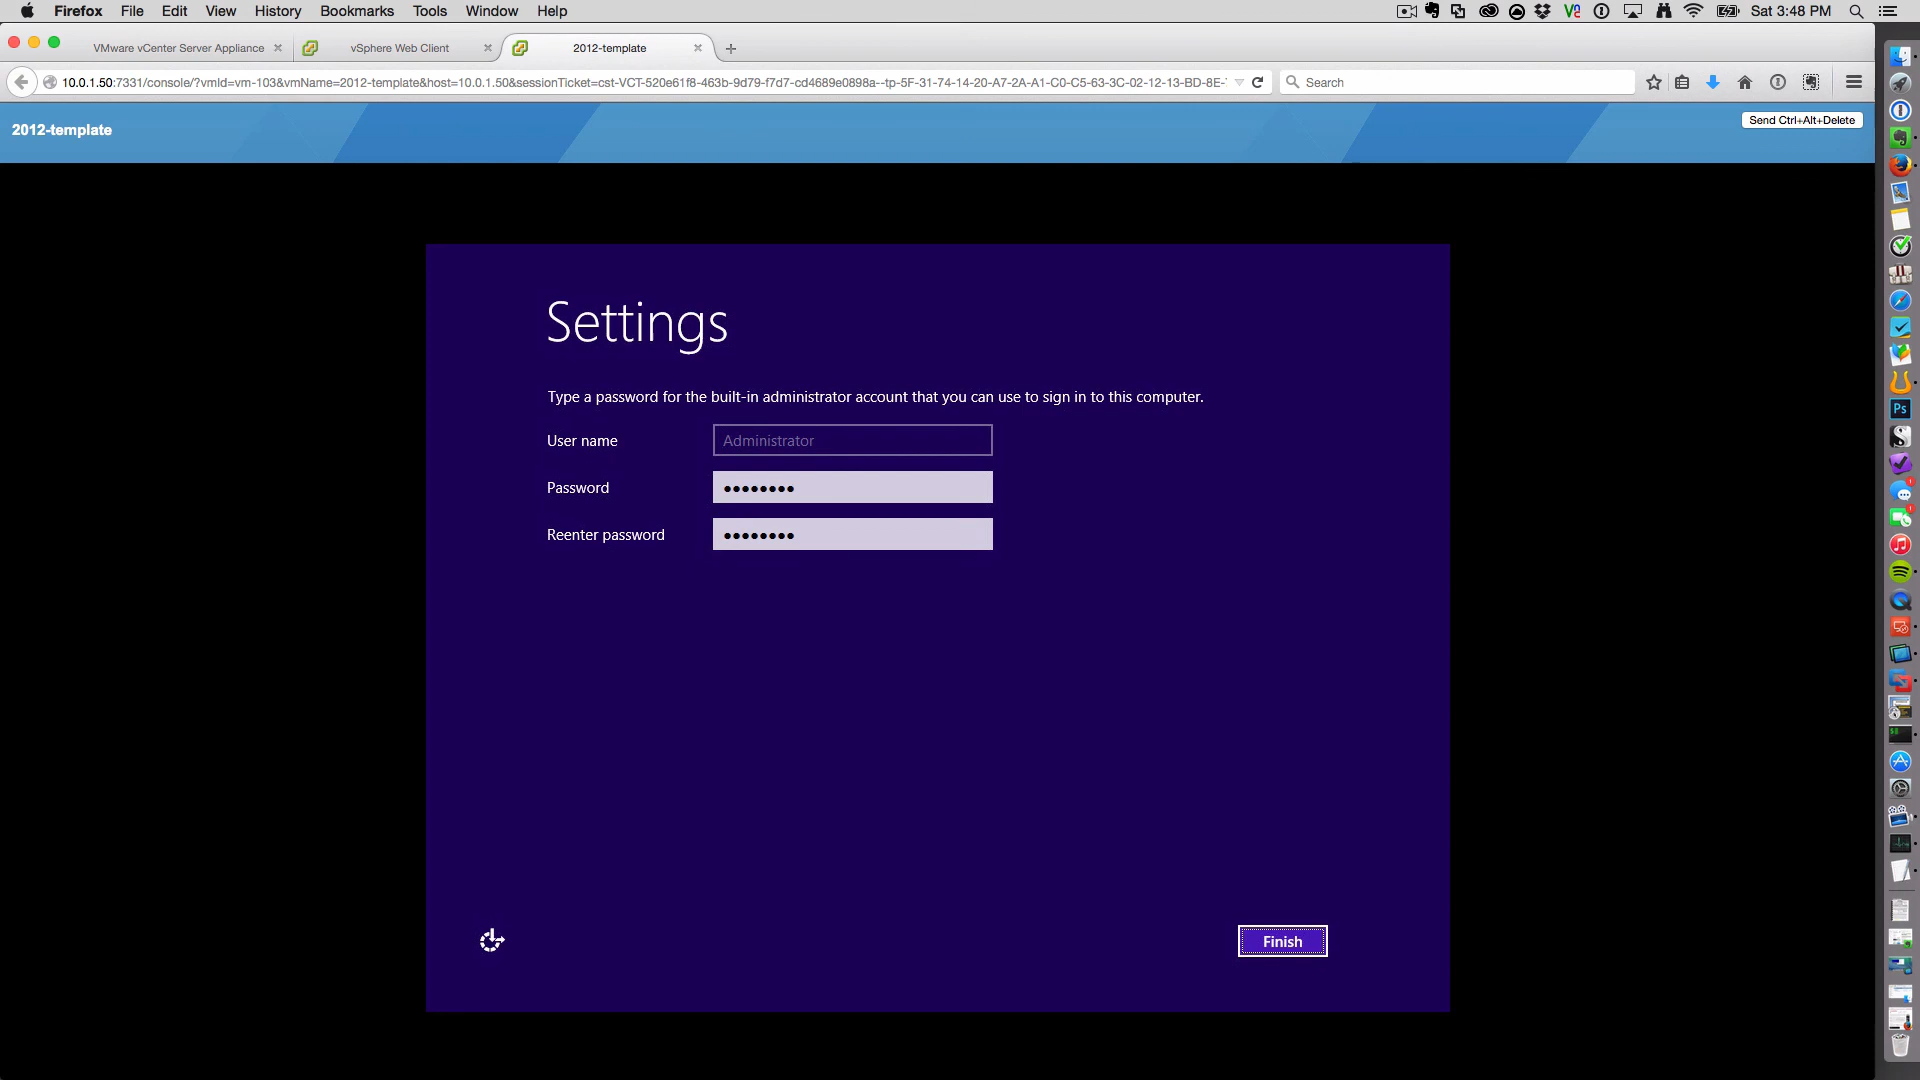 Firefox File Edit View History Bookmarks Tools Window Help Sat 3:48 PM
VMware vCenter Server Appliance vSphere Web Client 2012-template
10.0.1.50:7331/console/?vmId=vm-103&vmName=2012-template&host=10.0.1.50&sessionTicket=cst-VCT-520e61f8-463b-9d79-f7d7-cd4689e0898a--tp-5F-31-74-14-20-A7-2A-A1-C0-C5-63-3C-02-12-13-BD-8E- Search
2012-template Send Ctrl+Alt+Delete
Settings
Type a password for the built-in administrator account that you can use to sign in to this computer.
User name Administrator
Password ••••••••
Reenter password ••••••••
Finish
Ps